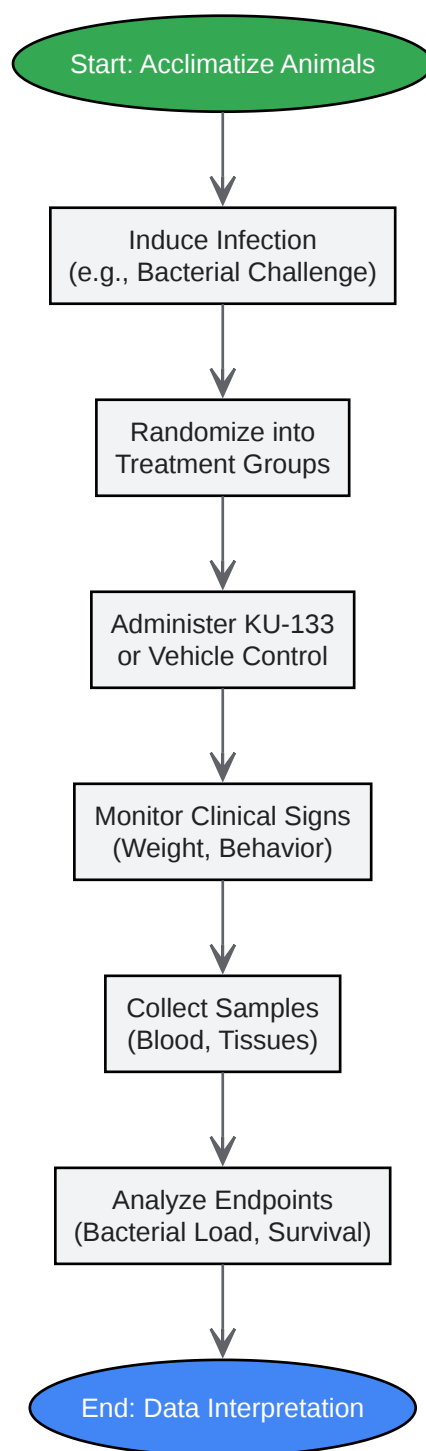 Start: Acclimatize Animals
Induce Infection
(e.g., Bacterial Challenge)
Randomize into
Treatment Groups
Administer KU-133
or Vehicle Control
Monitor Clinical Signs
(Weight, Behavior)
Collect Samples
(Blood, Tissues)
Analyze Endpoints
(Bacterial Load, Survival)
End: Data Interpretation